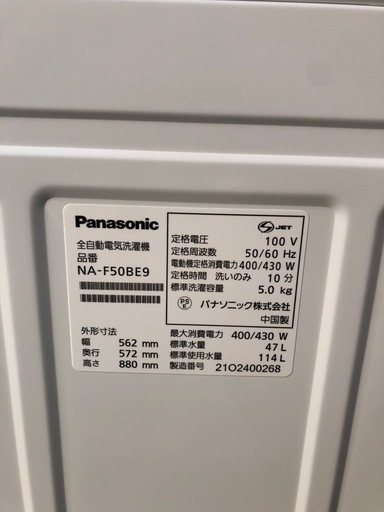 Panasonic
全自動電気洗濯機
品番
NA-F50BE9
外形寸法
幅 562 mm
奥行 572 mm
高さ 880 mm
S JET
定格電圧 100 V
定格周波数 50/60 Hz
電動機定格消費電力 400/430 W
定格時間 洗いのみ 10 分
標準洗濯容量 5.0 kg
PS E パナソニック株式会社
中国製
最大消費電力 400/430 W
標準水量 47 L
標準使用水量 114 L
製造番号 21O2400268